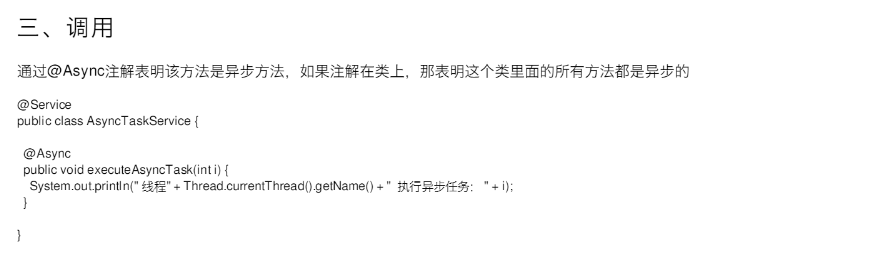 三、调用
通过@Async注解表明该方法是异步方法，如果注解在类上，那表明这个类里面的所有方法都是异步的
@Service
public class AsyncTaskService {
@Async
public void executeAsyncTask(int i) {
System.out.println("线程" + Thread.currentThread().getName() + " 执行异步任务：" + i);
}
}